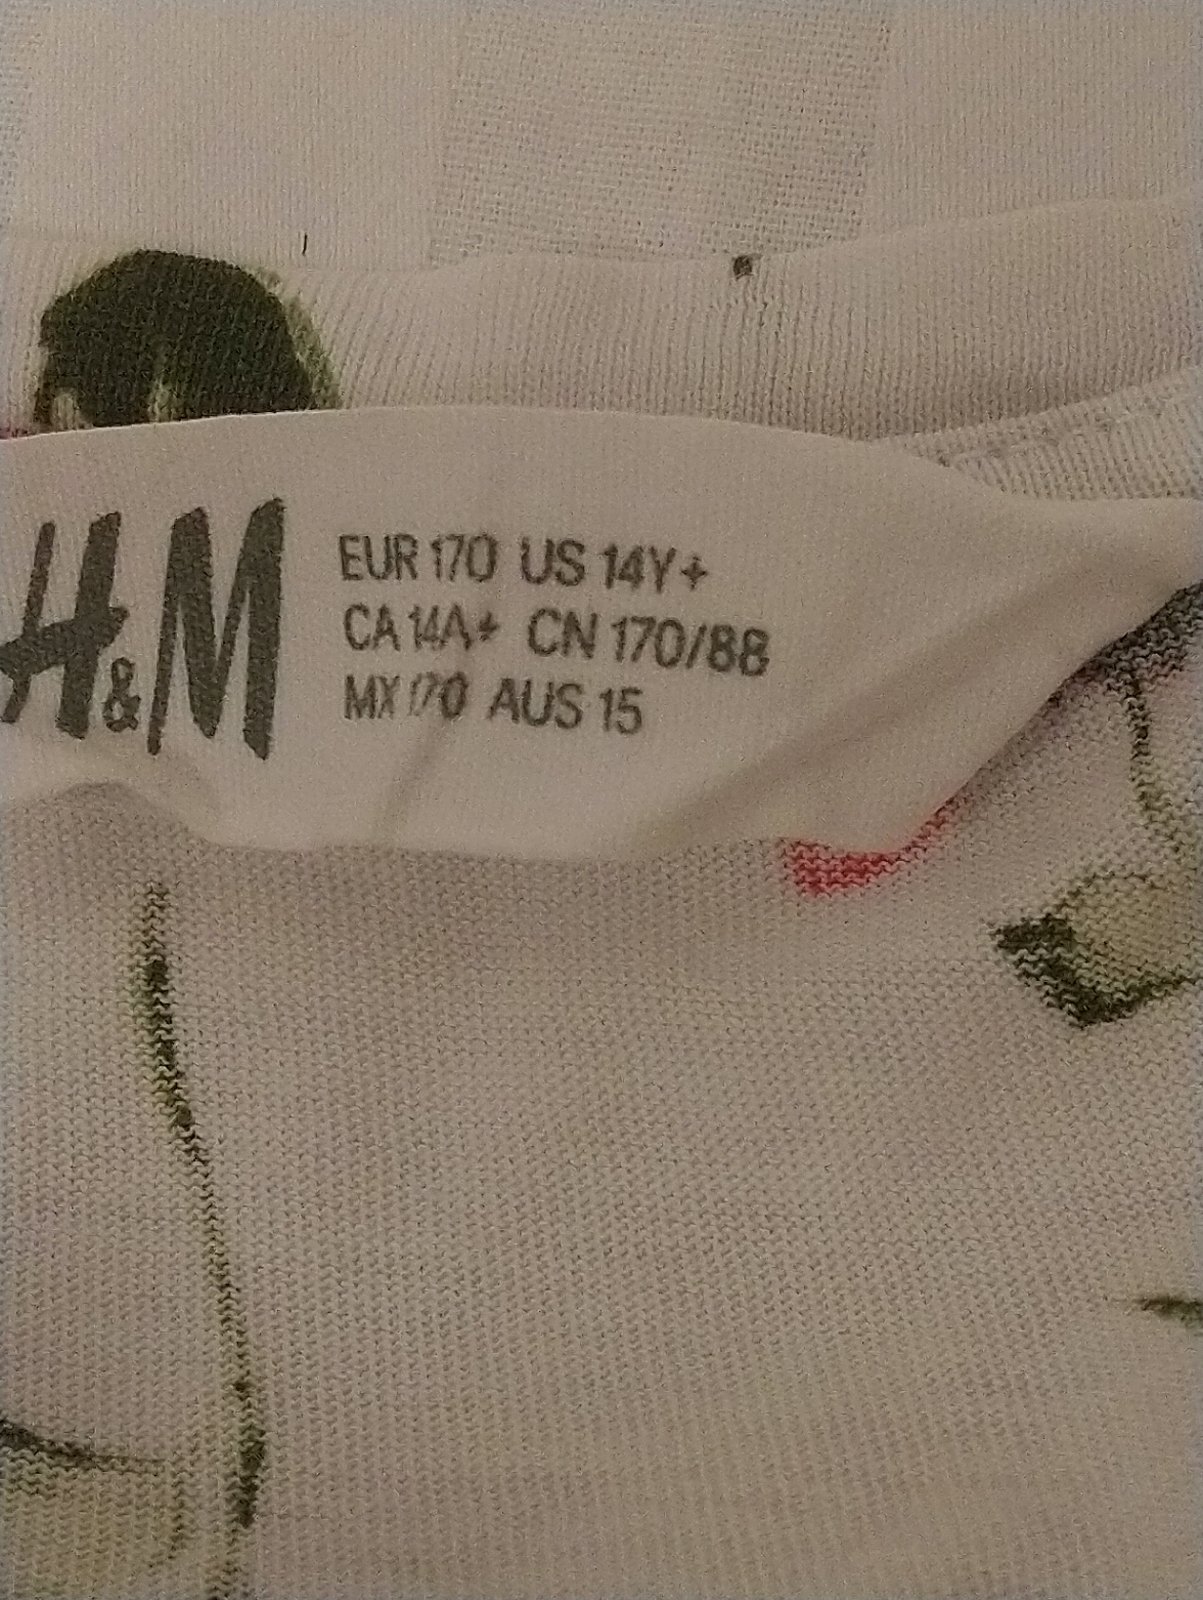 H&M
EUR 170 US 14Y+
CA 14A+ CN 170/88
MX 170 AUS 15